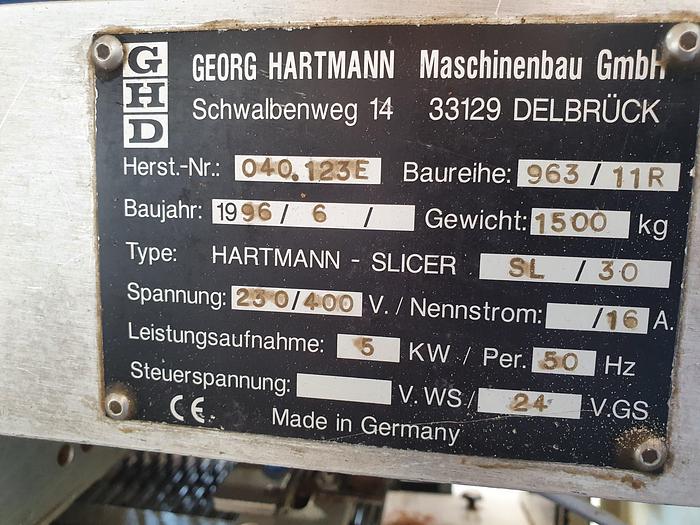 GHD GEORG HARTMANN Maschinenbau GmbH
Schwalbenweg 14 33129 DELBRÜCK
Herst.-Nr.: 040.123E Baureihe: 963 / 11R
Baujahr: 1996 / 6 / Gewicht: 1500 kg
Type: HARTMANN - SLICER SL / 30
Spannung: 230/400 V. / Nennstrom: /16 A.
Leistungsaufnahme: 5 KW / Per. 50 Hz
Steuerspannung: V. WS / 24 V.GS
CE Made in Germany